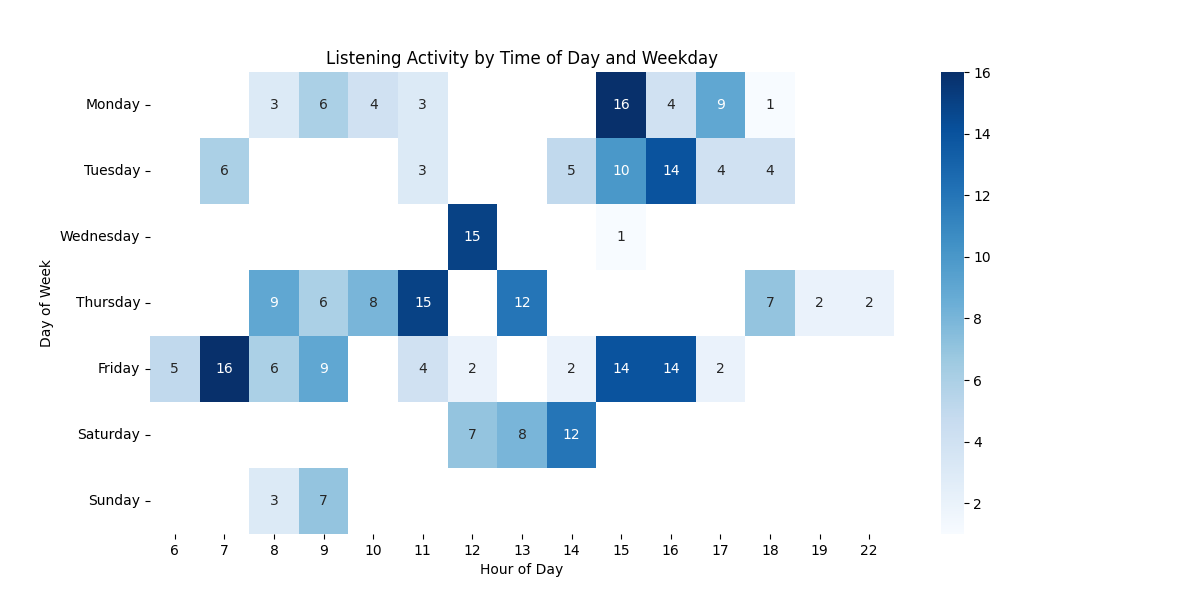 Listening Activity by Time of Day and Weekday
Monday 3 6 4 3 16 4 9 1
Tuesday 6 3 5 10 14 4 4
Wednesday 15 1
Thursday 9 6 8 15 12 7 2 2
Friday 5 16 6 9 4 2 2 14 14 2
Saturday 7 8 12
Sunday 3 7
6 7 8 9 10 11 12 13 14 15 16 17 18 19 22
Hour of Day
Day of Week
16
14
12
10
8
6
4
2